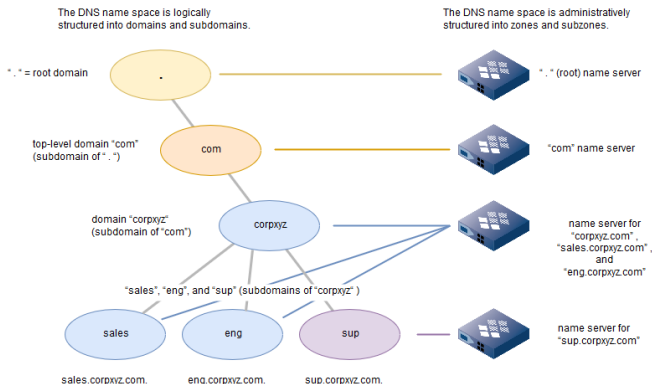 The DNS name space is logically
structured into domains and subdomains.
The DNS name space is administratively
structured into zones and subzones.
" . " = root domain
.
" . " (root) name server
top-level domain "com"
(subdomain of " . ")
com
"com" name server
domain "corpxyz"
(subdomain of "com")
corpxyz
name server for
"corpxyz.com" ,
"sales.corpxyz.com" ,
and
"eng.corpxyz.com"
"sales", "eng", and "sup" (subdomains of "corpxyz" )
sales
eng
sup
name server for
"sup.corpxyz.com"
sales.corpxyz.com.
eng.corpxyz.com.
sup.corpxyz.com.